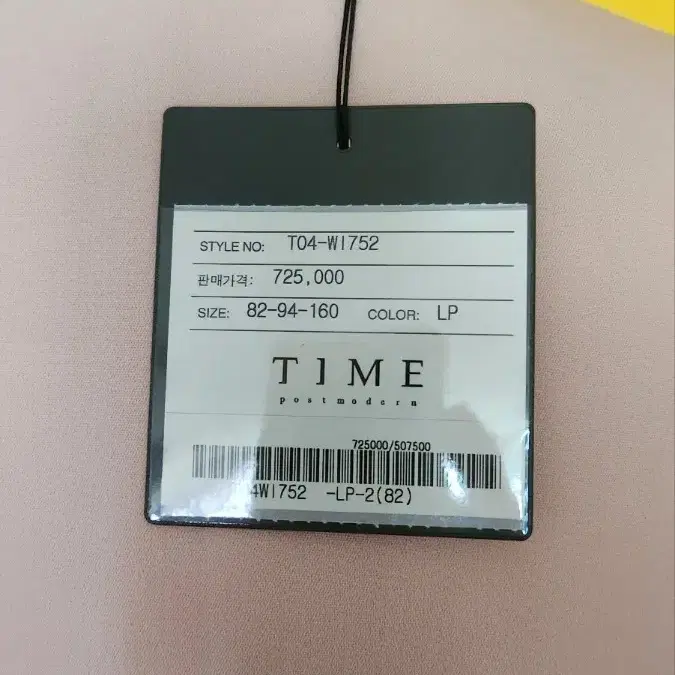 STYLE NO: T04-WI752
판매가격: 725,000
SIZE: 82-94-160 COLOR: LP
TIME
postmodern
725000/507500
4WI752 -LP-2(82)